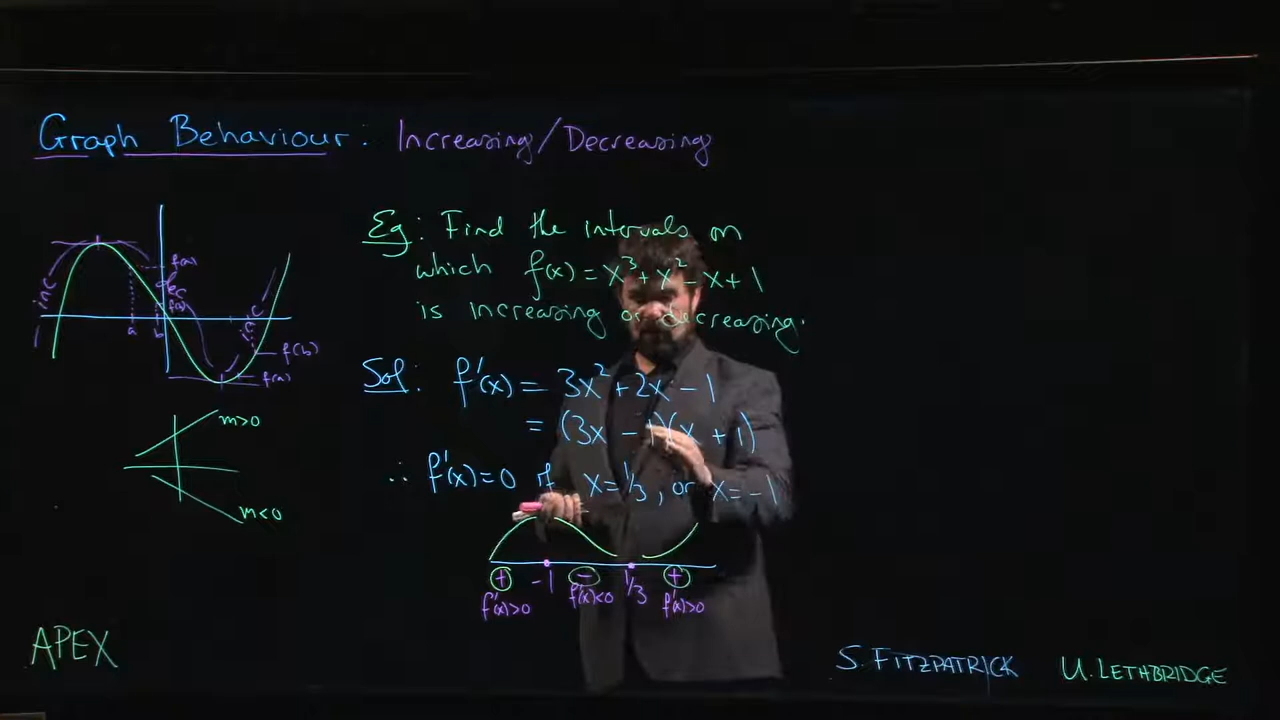 Graph Behaviour: Increasing/Decreasing
Eg: Find the intervals on
which f(x) = x³ + x² - x + 1
is increasing or decreasing.
inc
dec
f(a)
a
b
c
f(b)
f(a)
m>0
m<0
Sol: f'(x) = 3x² + 2x - 1
= (3x - 1)(x + 1)
∴ f'(x) = 0 if x = 1/3, or x = -1
+ -1 - 1/3 +
f'(x)>0 f'(x)<0 f'(x)>0
APEX
S. FITZPATRICK U. LETHBRIDGE